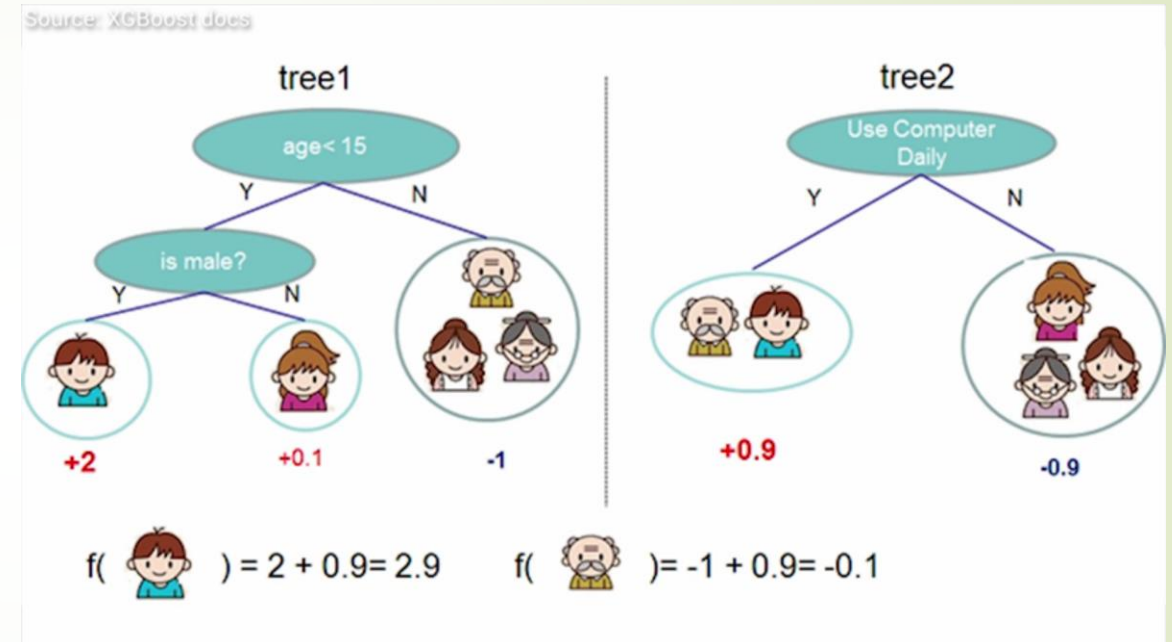 Source: XGBoost docs
tree1
tree2
age< 15
Use Computer
Daily
Y
N
Y
N
is male?
Y
N
+2
+0.1
-1
+0.9
-0.9
f( ) = 2 + 0.9= 2.9
f( )= -1 + 0.9= -0.1